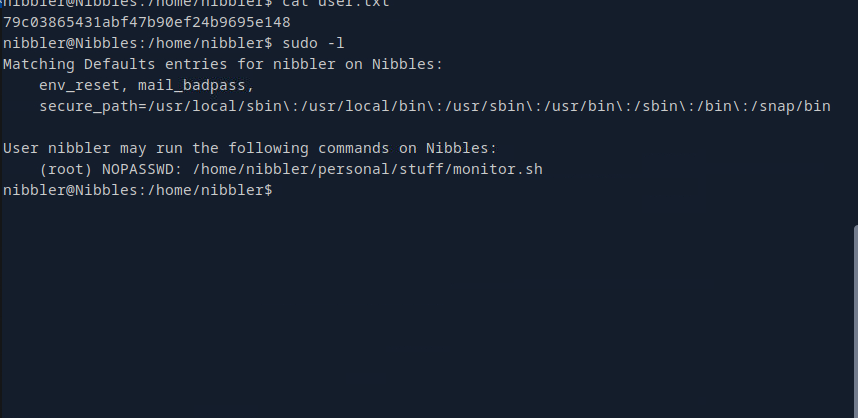 nibbler@Nibbles:/home/nibbler$ cat user.txt
79c03865431abf47b90ef24b9695e148
nibbler@Nibbles:/home/nibbler$ sudo -l
Matching Defaults entries for nibbler on Nibbles:
    env_reset, mail_badpass,
    secure_path=/usr/local/sbin\:/usr/local/bin\:/usr/sbin\:/usr/bin\:/sbin\:/bin\:/snap/bin

User nibbler may run the following commands on Nibbles:
    (root) NOPASSWD: /home/nibbler/personal/stuff/monitor.sh
nibbler@Nibbles:/home/nibbler$